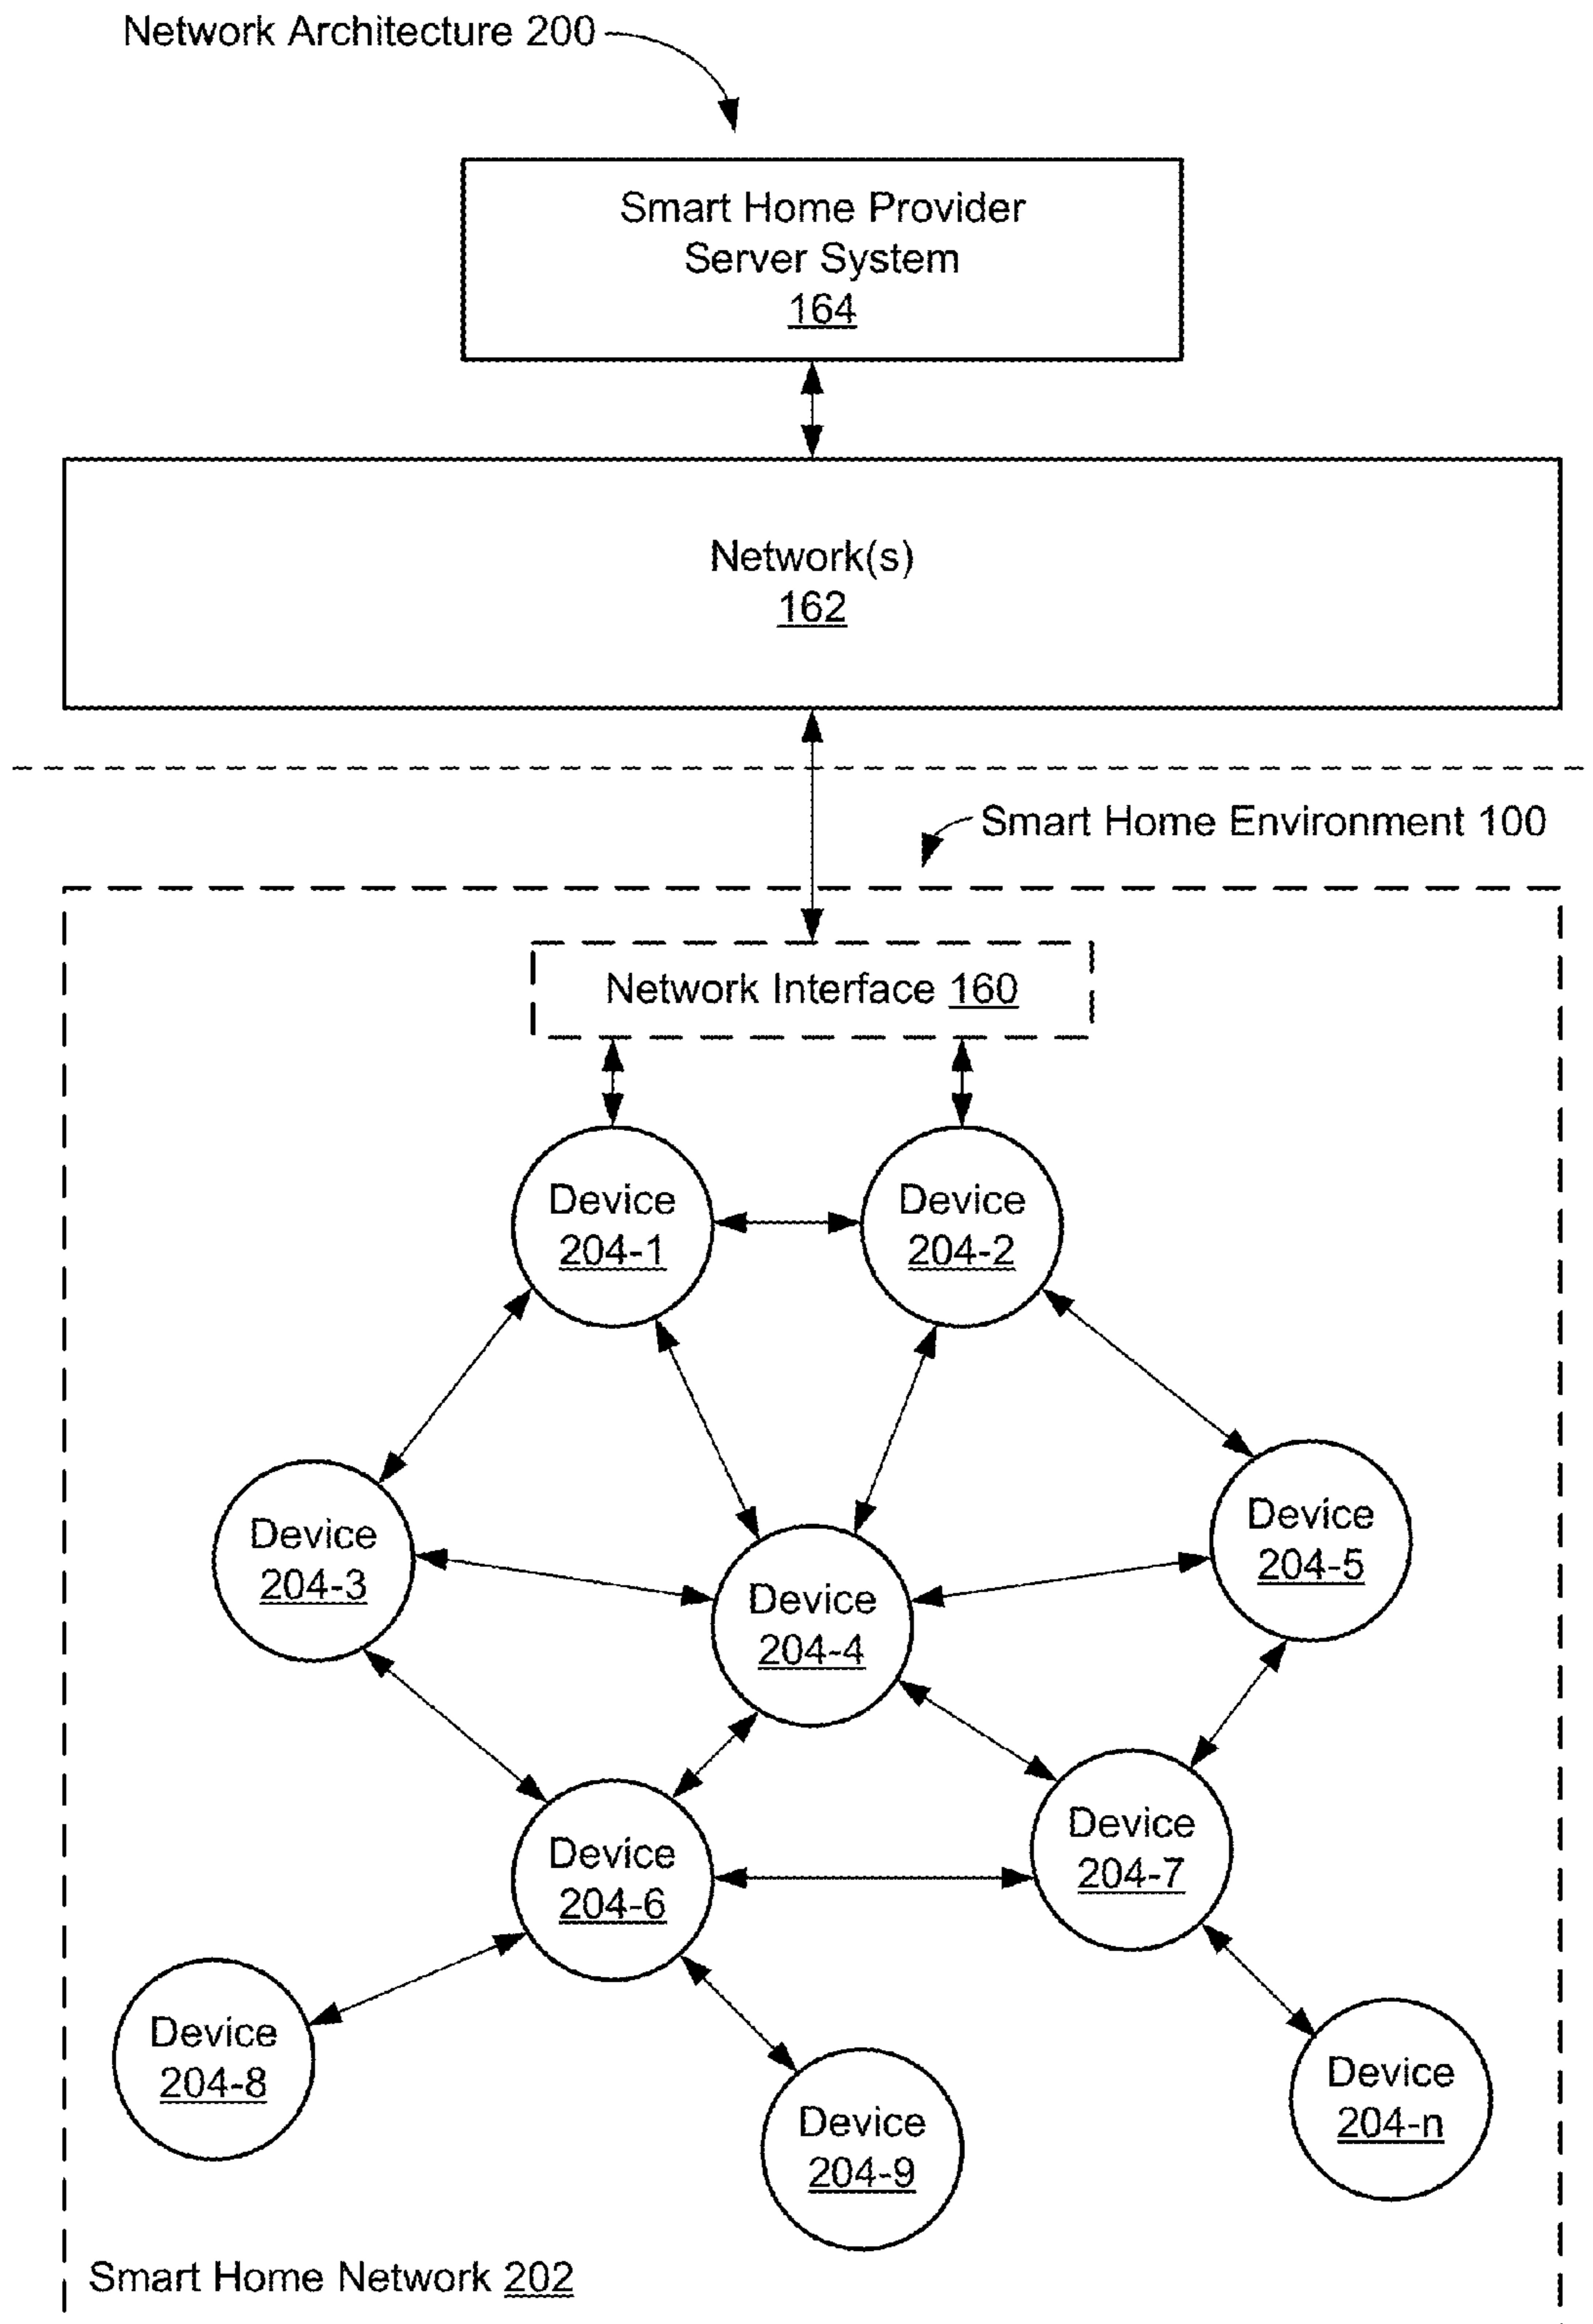 Network Architecture 200
Smart Home Provider
Server System
164
Network(s)
162
Smart Home Environment 100
Network Interface 160
Device
204-1
Device
204-2
Device
204-3
Device
204-4
Device
204-5
Device
204-6
Device
204-7
Device
204-8
Device
204-9
Device
204-n
Smart Home Network 202